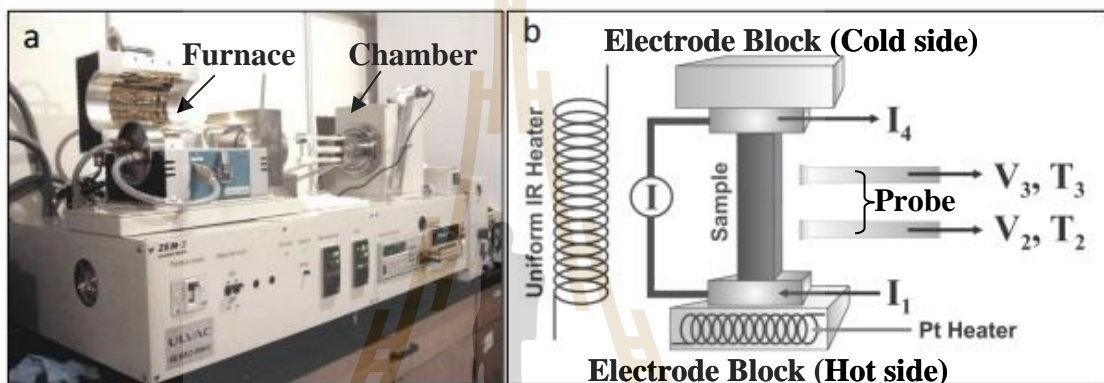 a
Furnace
Chamber
ZEM-3
ULVAC
b
Electrode Block (Cold side)
Uniform IR Heater
I₄
I
Sample
V₃, T₃
Probe
V₂, T₂
I₁
Pt Heater
Electrode Block (Hot side)